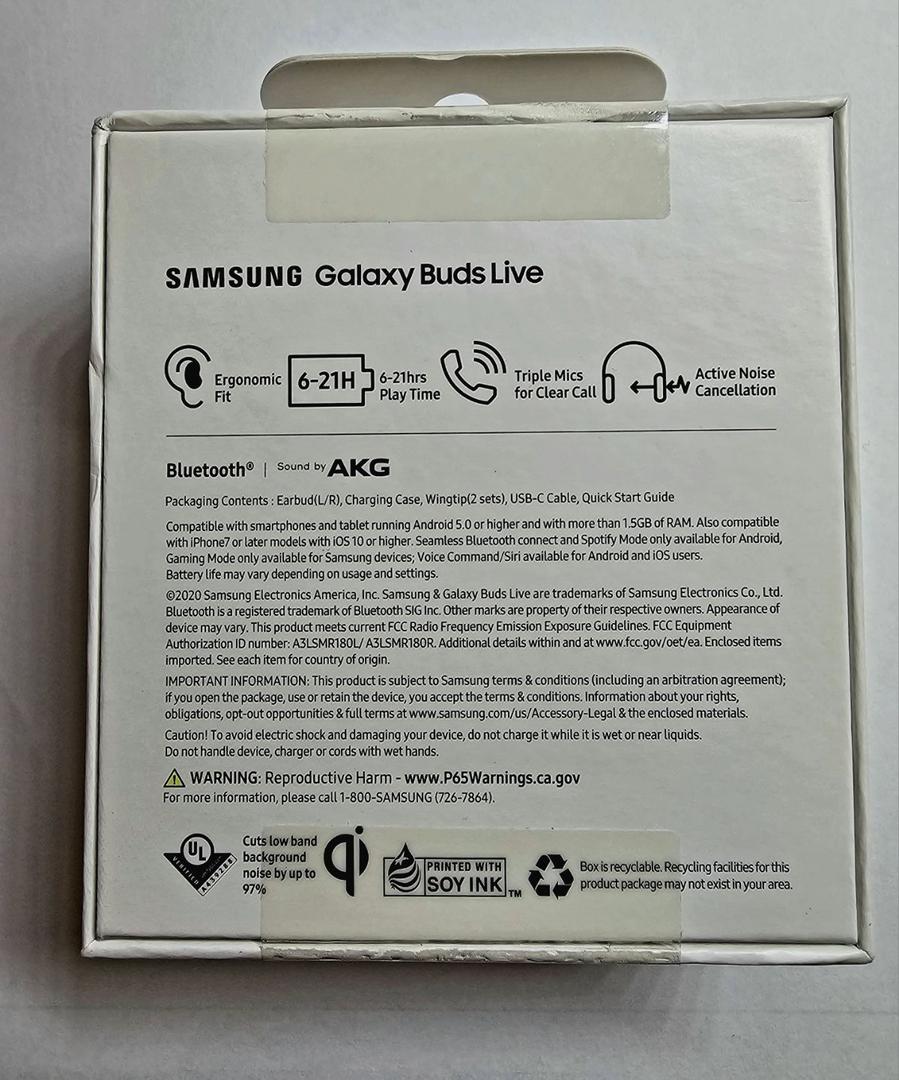 SAMSUNG Galaxy Buds Live
Ergonomic
Fit
6-21H
6-21hrs
Play Time
Triple Mics
for Clear Call
Active Noise
Cancellation
Bluetooth® | Sound by AKG
Packaging Contents : Earbud(L/R), Charging Case, Wingtip(2 sets), USB-C Cable, Quick Start Guide
Compatible with smartphones and tablet running Android 5.0 or higher and with more than 1.5GB of RAM. Also compatible
with iPhone7 or later models with iOS 10 or higher. Seamless Bluetooth connect and Spotify Mode only available for Android,
Gaming Mode only available for Samsung devices; Voice Command/Siri available for Android and iOS users.
Battery life may vary depending on usage and settings.
©2020 Samsung Electronics America, Inc. Samsung & Galaxy Buds Live are trademarks of Samsung Electronics Co., Ltd.
Bluetooth is a registered trademark of Bluetooth SIG Inc. Other marks are property of their respective owners. Appearance of
device may vary. This product meets current FCC Radio Frequency Emission Exposure Guidelines. FCC Equipment
Authorization ID number: A3LSMR180L/ A3LSMR180R. Additional details within and at www.fcc.gov/oet/ea. Enclosed items
imported. See each item for country of origin.
IMPORTANT INFORMATION: This product is subject to Samsung terms & conditions (including an arbitration agreement);
if you open the package, use or retain the device, you accept the terms & conditions. Information about your rights,
obligations, opt-out opportunities & full terms at www.samsung.com/us/Accessory-Legal & the enclosed materials.
Caution! To avoid electric shock and damaging your device, do not charge it while it is wet or near liquids.
Do not handle device, charger or cords with wet hands.
WARNING: Reproductive Harm - www.P65Warnings.ca.gov
For more information, please call 1-800-SAMSUNG (726-7864).
UL
VERIFIED
Cuts low band
background
noise by up to
97%
qi
PRINTED WITH
SOY INK™
Box is recyclable. Recycling facilities for this
product package may not exist in your area.